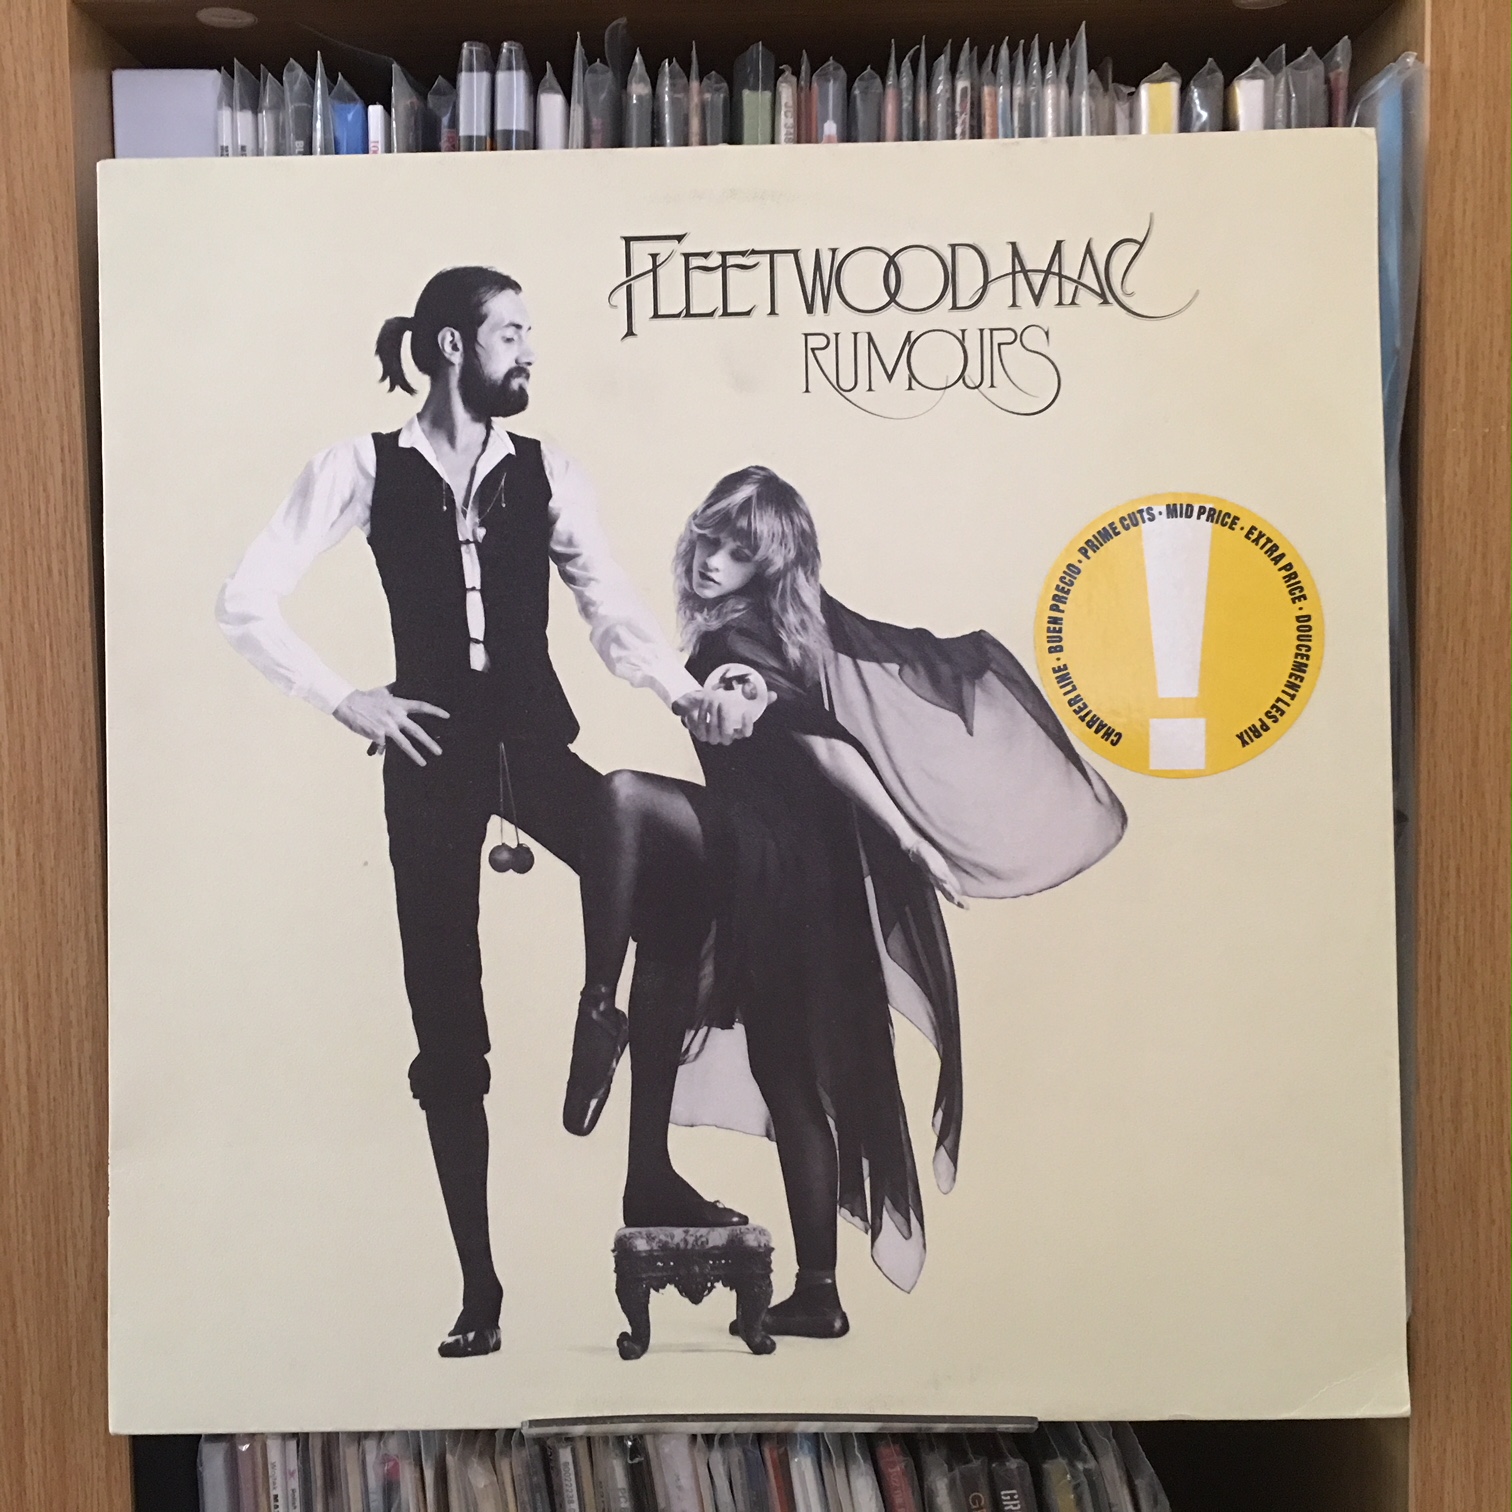 FLEETWOOD MAC
RUMOURS
CHARTER LINE · BUEN PRECIO · PRIME CUTS · MID PRICE · EXTRA PRICE · DOUCEMENT LES PRIX
!